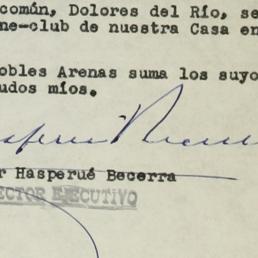 común, Dolores del Río, se
ne-club de nuestra Casa en
obles Arenas suma los suyo
udos míos.
r Hasperué Becerra
ECTOR EJECUTIVO